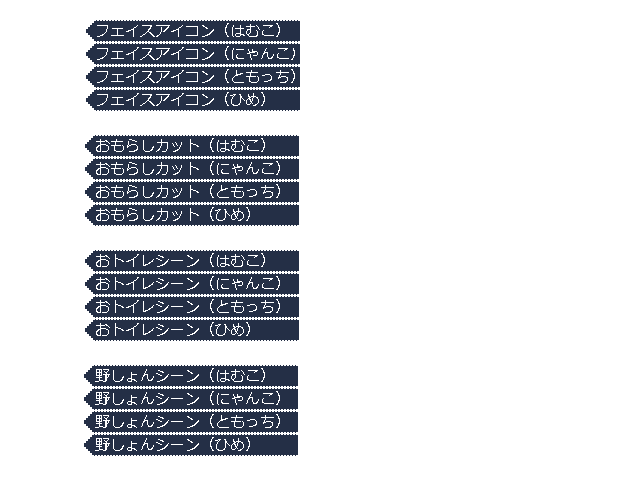 フェイスアイコン（はむこ）
フェイスアイコン（にゃんこ）
フェイスアイコン（ともっち）
フェイスアイコン（ひめ）
おもらしカット（はむこ）
おもらしカット（にゃんこ）
おもらしカット（ともっち）
おもらしカット（ひめ）
おトイレシーン（はむこ）
おトイレシーン（にゃんこ）
おトイレシーン（ともっち）
おトイレシーン（ひめ）
野しょんシーン（はむこ）
野しょんシーン（にゃんこ）
野しょんシーン（ともっち）
野しょんシーン（ひめ）